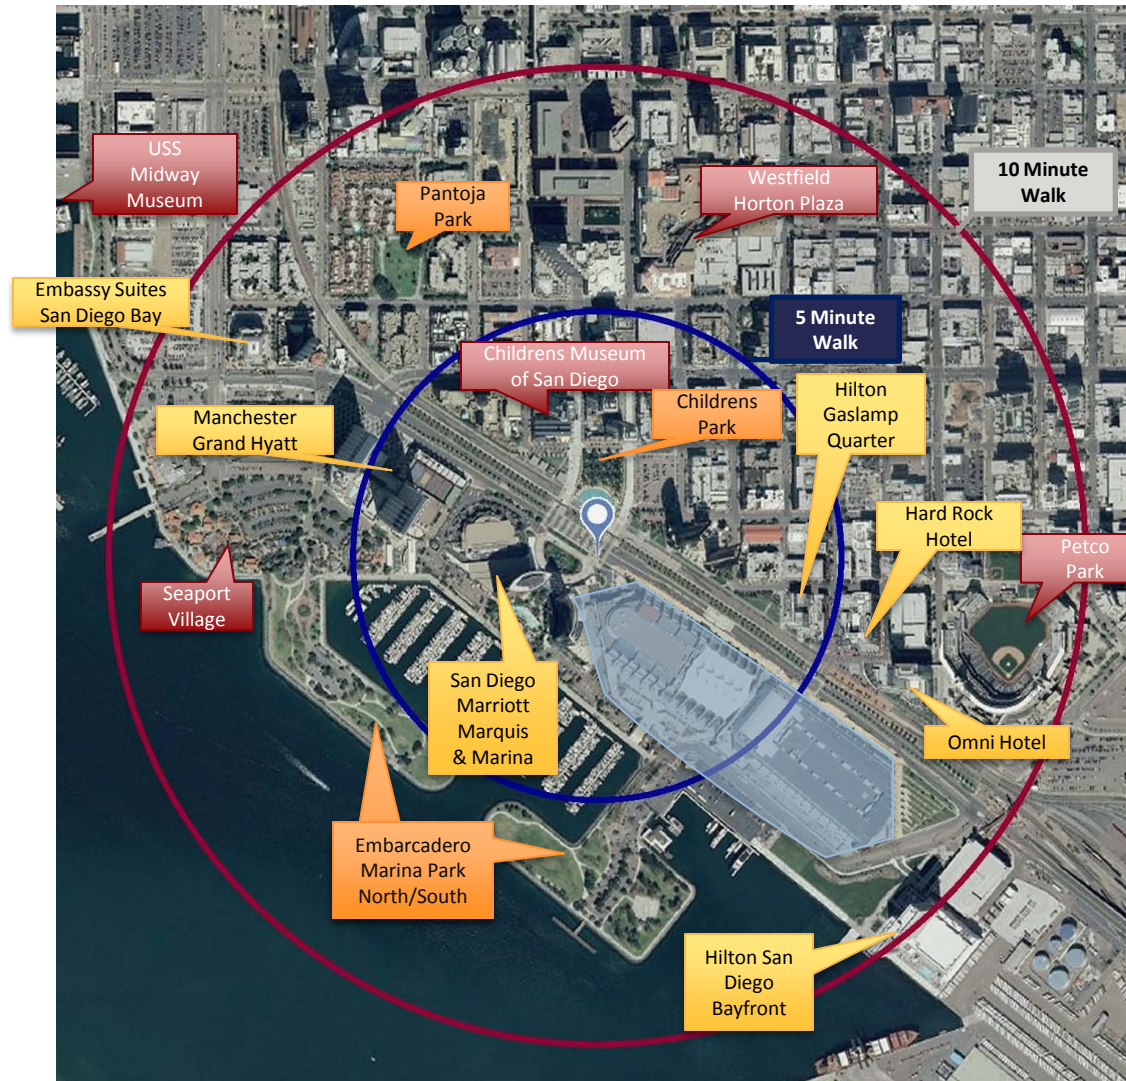 USS
Midway
Museum
Pantoja
Park
Westfield
Horton Plaza
10 Minute
Walk
Embassy Suites
San Diego Bay
5 Minute
Walk
Childrens Museum
of San Diego
Childrens
Park
Hilton
Gaslamp
Quarter
Manchester
Grand Hyatt
Hard Rock
Hotel
Petco
Park
Seaport
Village
San Diego
Marriott
Marquis
& Marina
Omni Hotel
Embarcadero
Marina Park
North/South
Hilton San
Diego
Bayfront